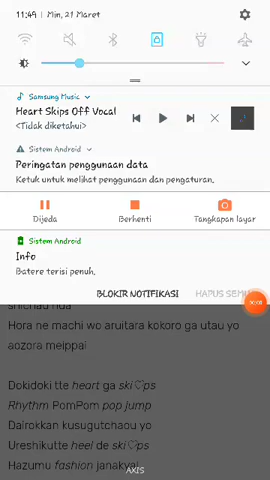 11:49 | Min, 21 Maret
Samsung Music
Heart Skips Off Vocal
<Tidak diketahui>
Sistem Android
Peringatan penggunaan data
Ketuk untuk melihat penggunaan dan pengaturan.
Dijeda
Berhenti
Tangkapan layar
Sistem Android
Info
Batere terisi penuh.
BLOKIR NOTIFIKASI
Hora ne machi wo aruitara kokoro ga utau yo
aozora meippai
Dokidoki tte heart ga ski♡ps
Rhythm PomPom pop jump
Dairokkan kusugutchaou yo
Ureshikutte heel de ski♡ps
Hazumu fashion janakya!
AXIS